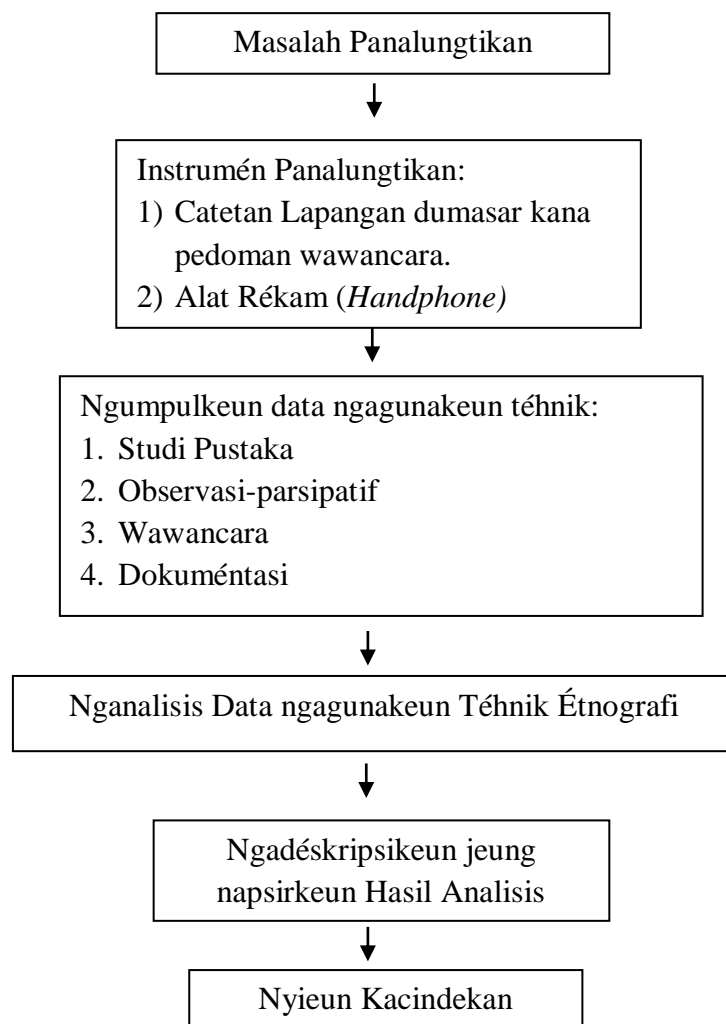 Masalah Panalungtikan
Instrumén Panalungtikan:
1) Catetan Lapangan dumasar kana
pedoman wawancara.
2) Alat Rékam (Handphone)
Ngumpulkeun data ngagunakeun téhnik:
1. Studi Pustaka
2. Observasi-parsipatif
3. Wawancara
4. Dokuméntasi
Nganalisis Data ngagunakeun Téhnik Étnografi
Ngadéskripsikeun jeung
napsirkeun Hasil Analisis
Nyieun Kacindekan